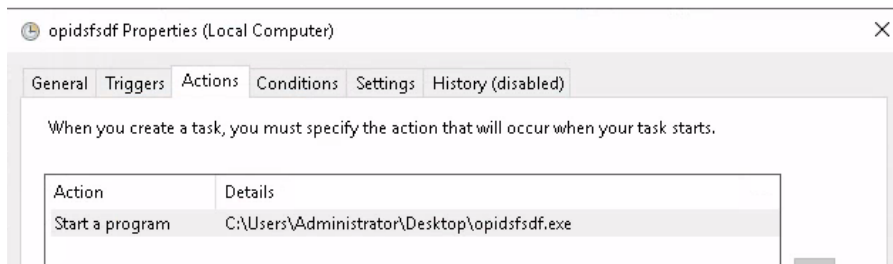 opidsfsdf Properties (Local Computer)
General Triggers Actions Conditions Settings History (disabled)
When you create a task, you must specify the action that will occur when your task starts.
Action Details
Start a program C:\Users\Administrator\Desktop\opidsfsdf.exe